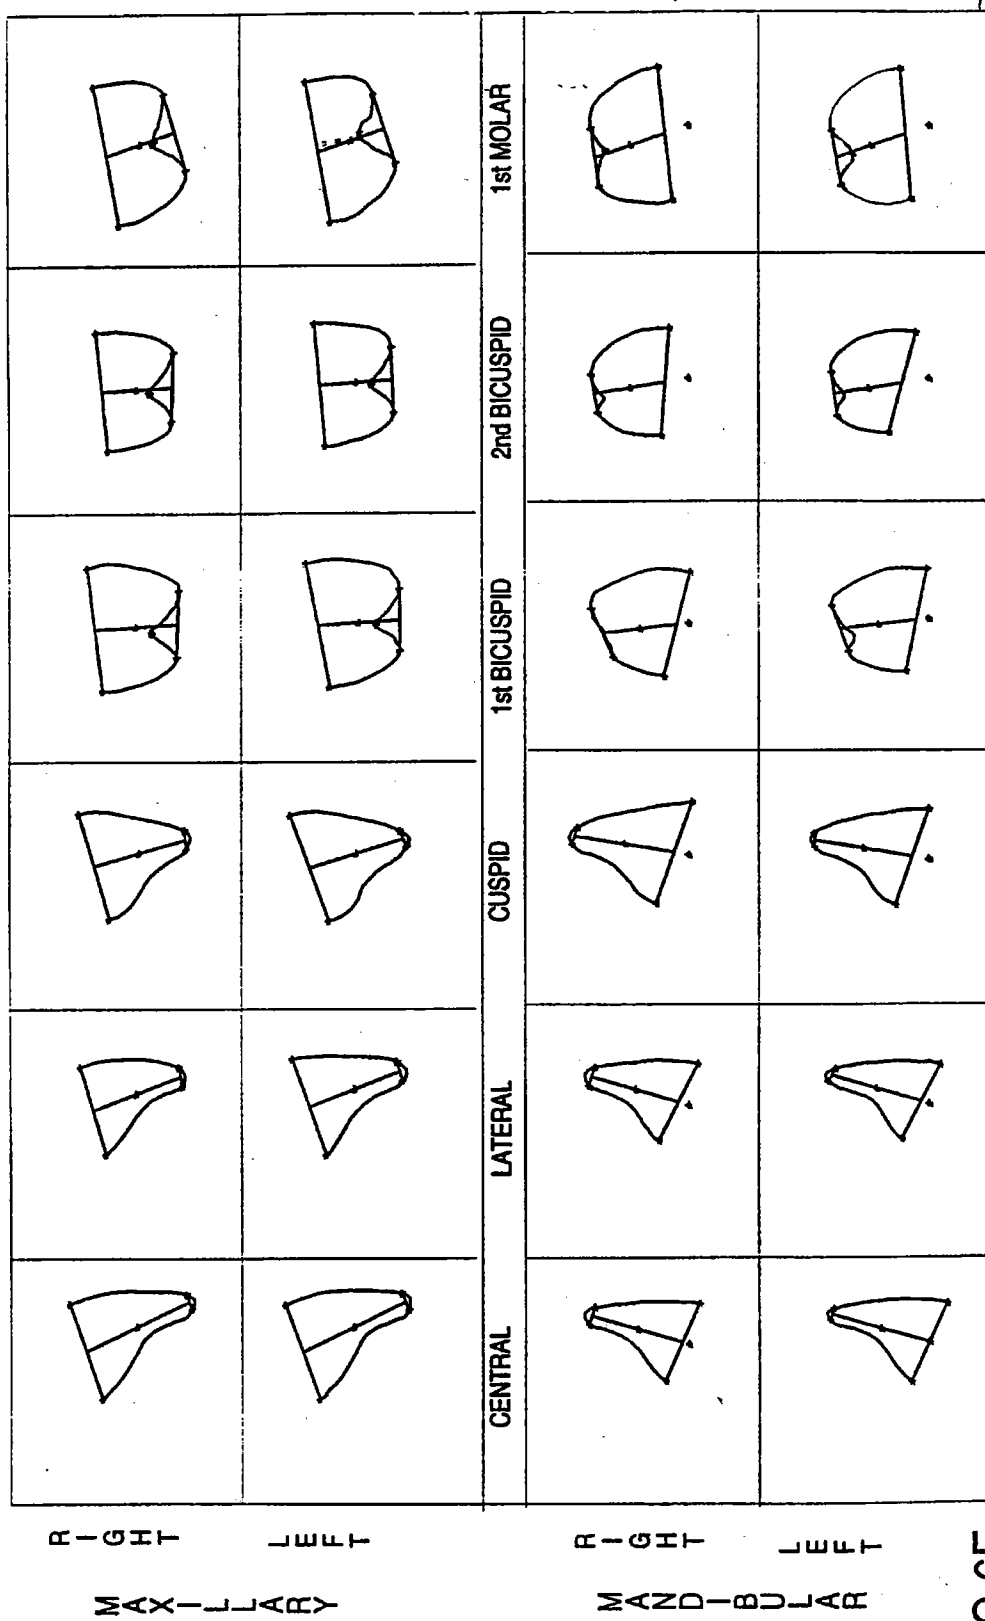 MAXILLARY
RIGHT
LEFT
CENTRAL
LATERAL
CUSPID
1st BICUSPID
2nd BICUSPID
1st MOLAR
MANDIBULAR
RIGHT
LEFT